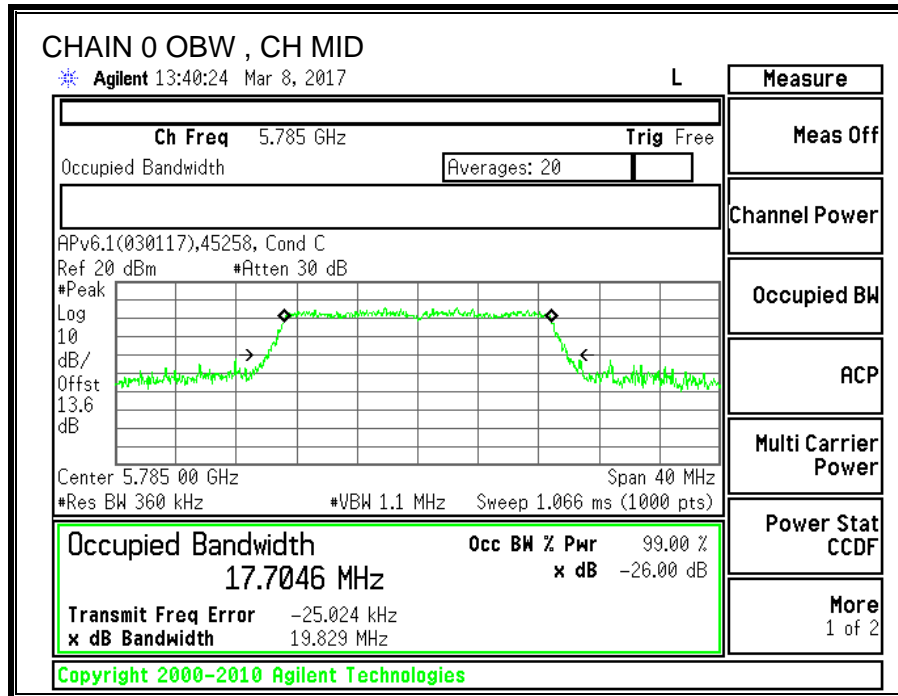 CHAIN 0 OBW , CH MID
Agilent 13:40:24 Mar 8, 2017 L
Measure
Ch Freq 5.785 GHz Trig Free
Meas Off
Occupied Bandwidth Averages: 20
Channel Power
APv6.1(030117),45258, Cond C
Ref 20 dBm #Atten 30 dB
#Peak
Log
10
dB/
Offst
13.6
dB
Occupied BW
ACP
Multi Carrier
Power
Center 5.785 00 GHz Span 40 MHz
#Res BW 360 kHz #VBW 1.1 MHz Sweep 1.066 ms (1000 pts)
Power Stat
CCDF
Occupied Bandwidth Occ BW % Pwr 99.00 %
17.7046 MHz x dB -26.00 dB
Transmit Freq Error -25.024 kHz
x dB Bandwidth 19.829 MHz
More
1 of 2
Copyright 2000-2010 Agilent Technologies